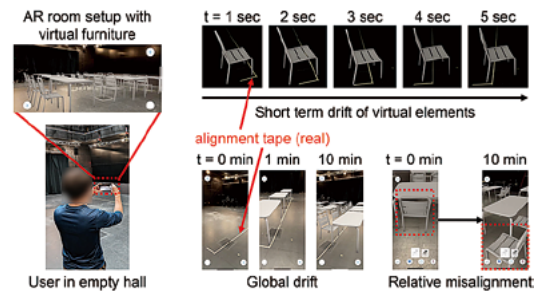 AR room setup with
virtual furniture
t = 1 sec
2 sec
3 sec
4 sec
5 sec
Short term drift of virtual elements
alignment tape (real)
t = 0 min
1 min
10 min
t = 0 min
10 min
User in empty hall
Global drift
Relative misalignment